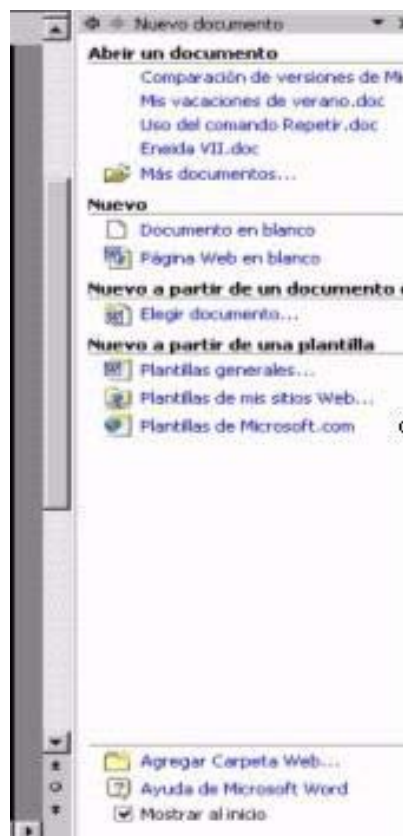 Nuevo documento
Abrir un documento
Comparación de versiones de Mi
Mis vacaciones de verano.doc
Uso del comando Repetir.doc
Eneida VII.doc
Más documentos...
Nuevo
Documento en blanco
Página Web en blanco
Nuevo a partir de un documento
Elegir documento...
Nuevo a partir de una plantilla
Plantillas generales...
Plantillas de mis sitios Web...
Plantillas de Microsoft.com
Agregar Carpeta Web...
Ayuda de Microsoft Word
Mostrar al inicio